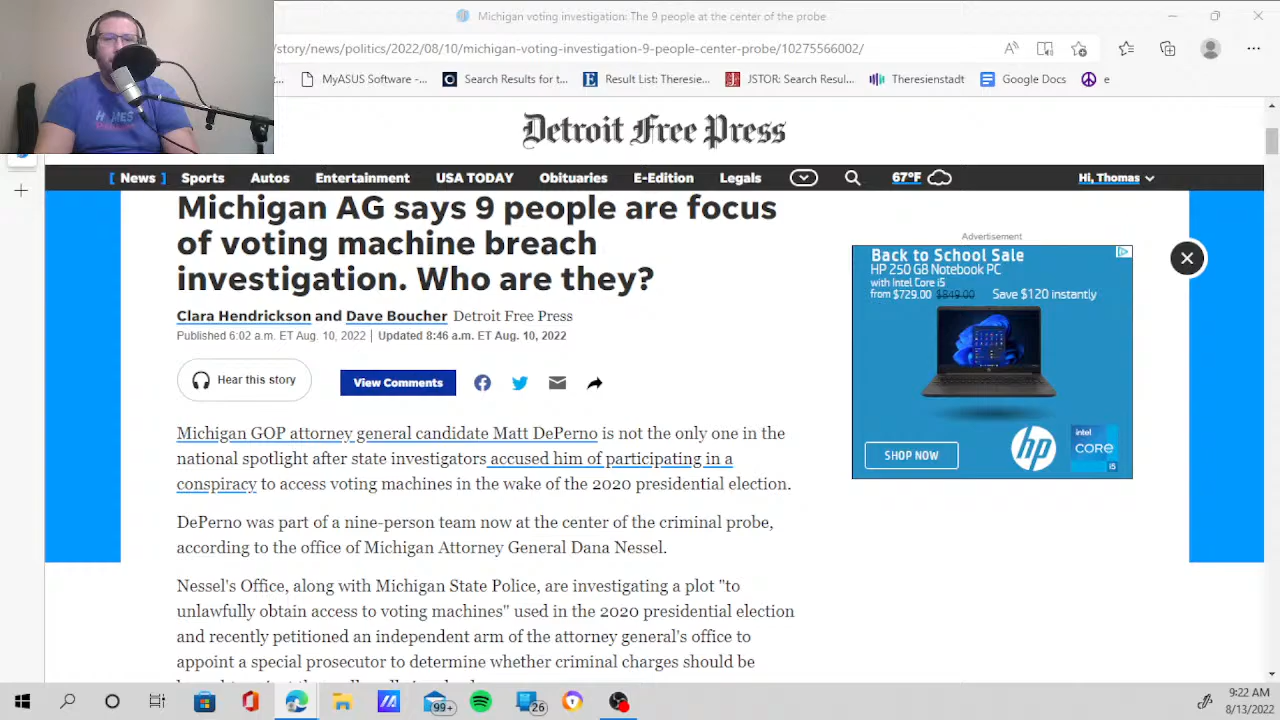 Michigan voting investigation: The 9 people at the center of the probe
/story/news/politics/2022/08/10/michigan-voting-investigation-9-people-center-probe/10275566002/
MyASUS Software -...
Search Results for t...
Result List: Theresie...
JSTOR: Search Resul...
Theresienstadt
Google Docs
e
Detroit Free Press
[ News ] Sports Autos Entertainment USA TODAY Obituaries E-Edition Legals 67°F Hi, Thomas
Michigan AG says 9 people are focus
of voting machine breach
investigation. Who are they?
Clara Hendrickson and Dave Boucher Detroit Free Press
Published 6:02 a.m. ET Aug. 10, 2022 | Updated 8:46 a.m. ET Aug. 10, 2022
Hear this story
View Comments
Michigan GOP attorney general candidate Matt DePerno is not the only one in the
national spotlight after state investigators accused him of participating in a
conspiracy to access voting machines in the wake of the 2020 presidential election.
DePerno was part of a nine-person team now at the center of the criminal probe,
according to the office of Michigan Attorney General Dana Nessel.
Nessel's Office, along with Michigan State Police, are investigating a plot "to
unlawfully obtain access to voting machines" used in the 2020 presidential election
and recently petitioned an independent arm of the attorney general's office to
appoint a special prosecutor to determine whether criminal charges should be
Advertisement
Back to School Sale
HP 250 G8 Notebook PC
with Intel Core i5
from $729.00 $849.00 Save $120 instantly
SHOP NOW
hp
intel
CORE
i5
99+
26
9:22 AM
8/13/2022